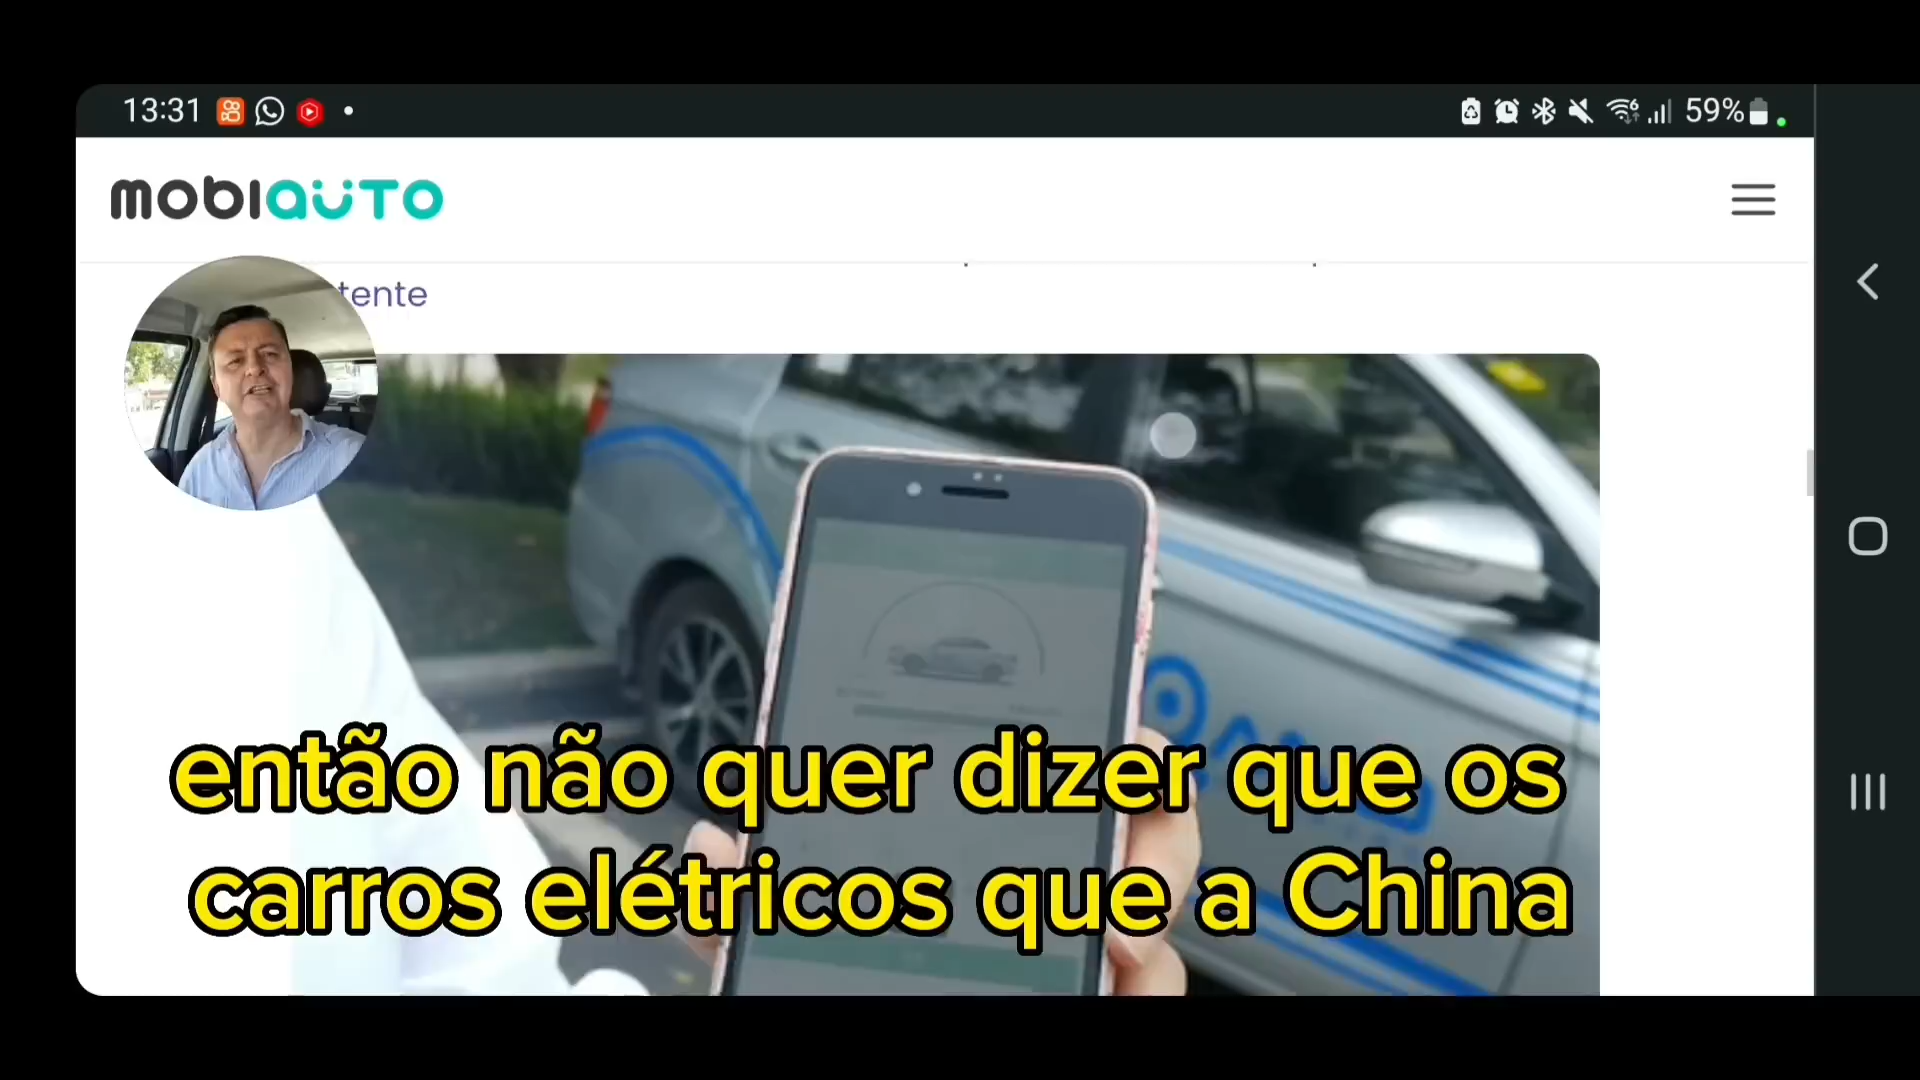 13:31
59%
mobiauto
tente
então não quer dizer que os
carros elétricos que a China